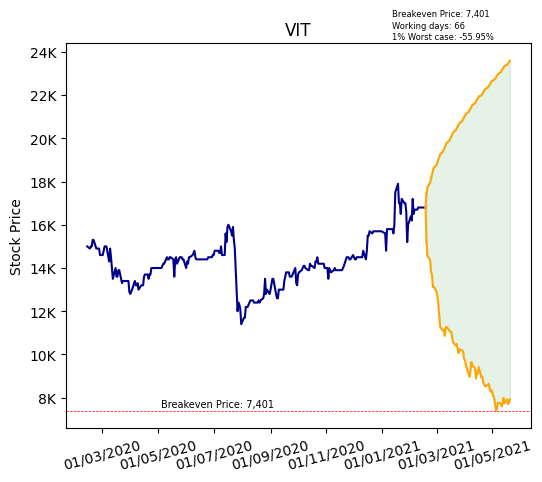 Breakeven Price: 7,401
Working days: 66
1% Worst case: -55.95%
VIT
Stock Price
24K
22K
20K
18K
16K
14K
12K
10K
8K
Breakeven Price: 7,401
01/03/2020
01/05/2020
01/07/2020
01/09/2020
01/11/2020
01/01/2021
01/03/2021
01/05/2021